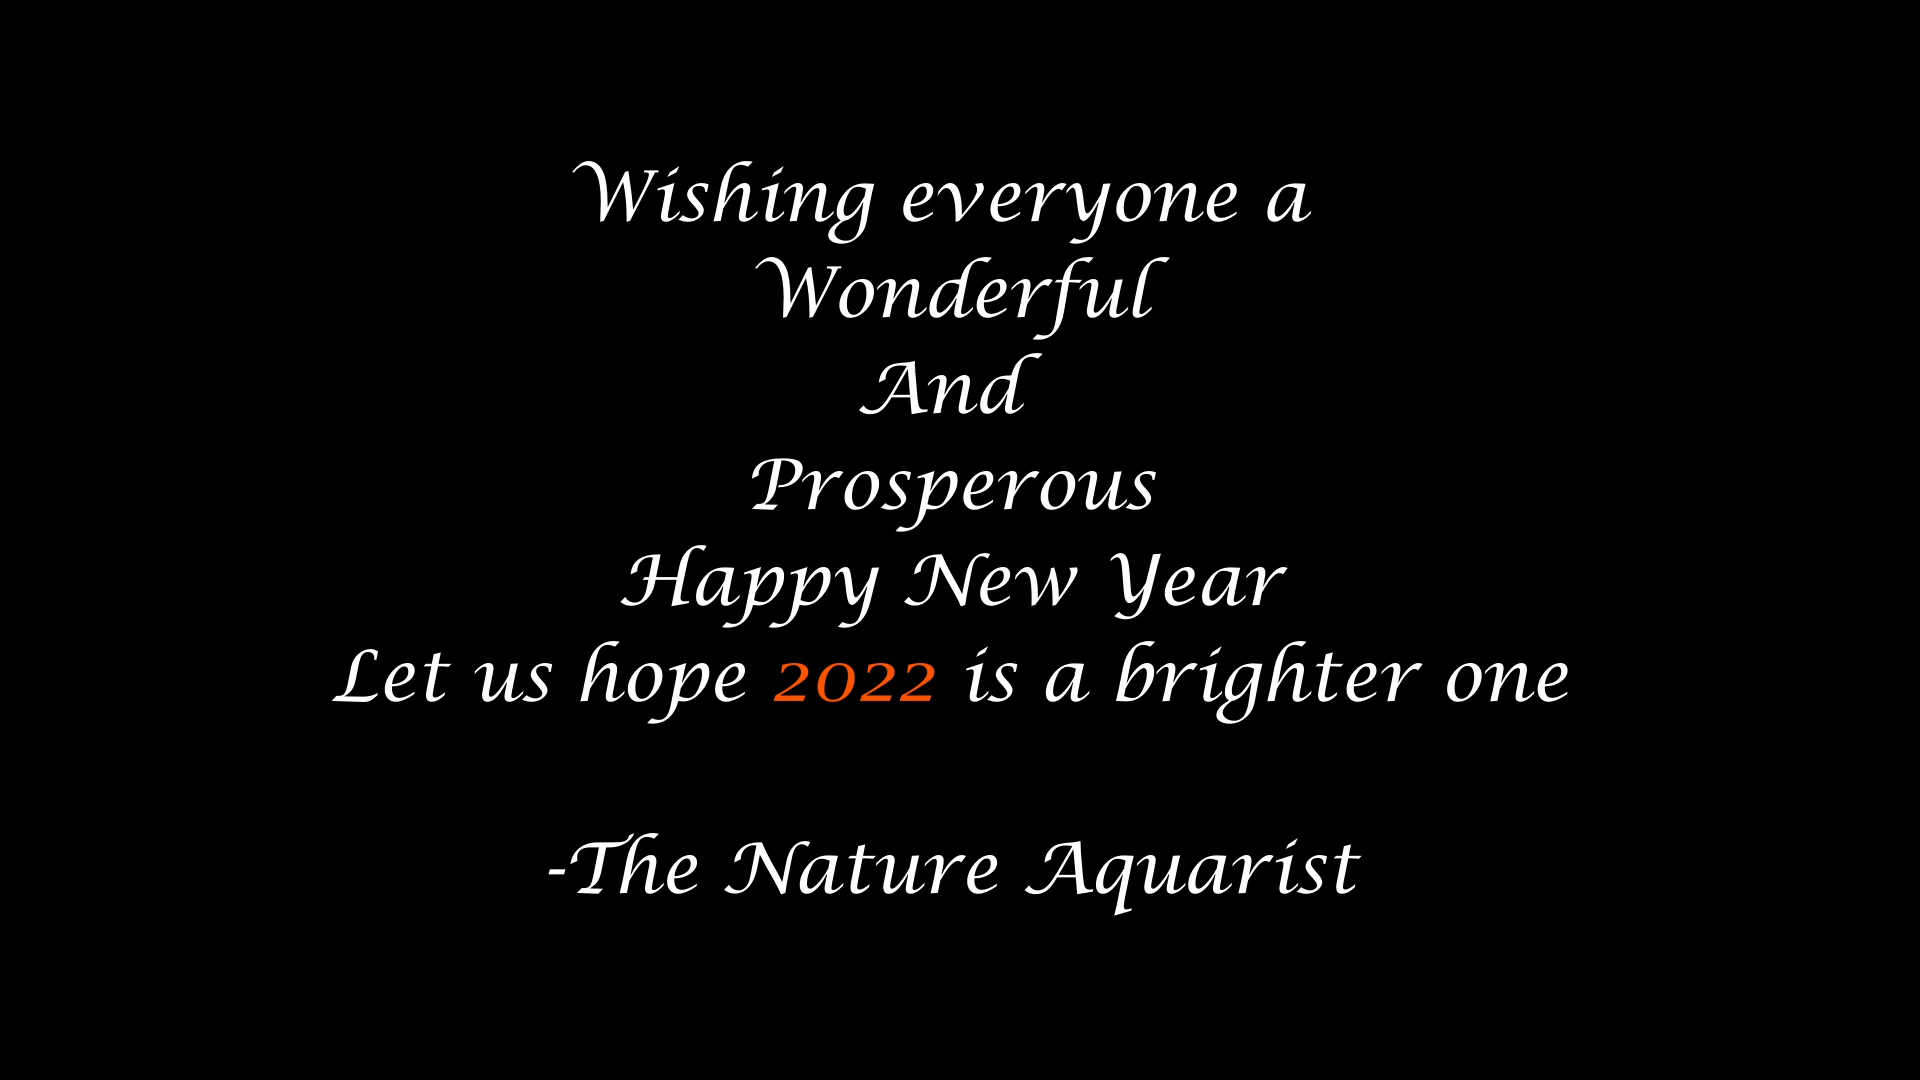 Wishing everyone a
Wonderful
And
Prosperous
Happy New Year
Let us hope 2022 is a brighter one
-The Nature Aquarist